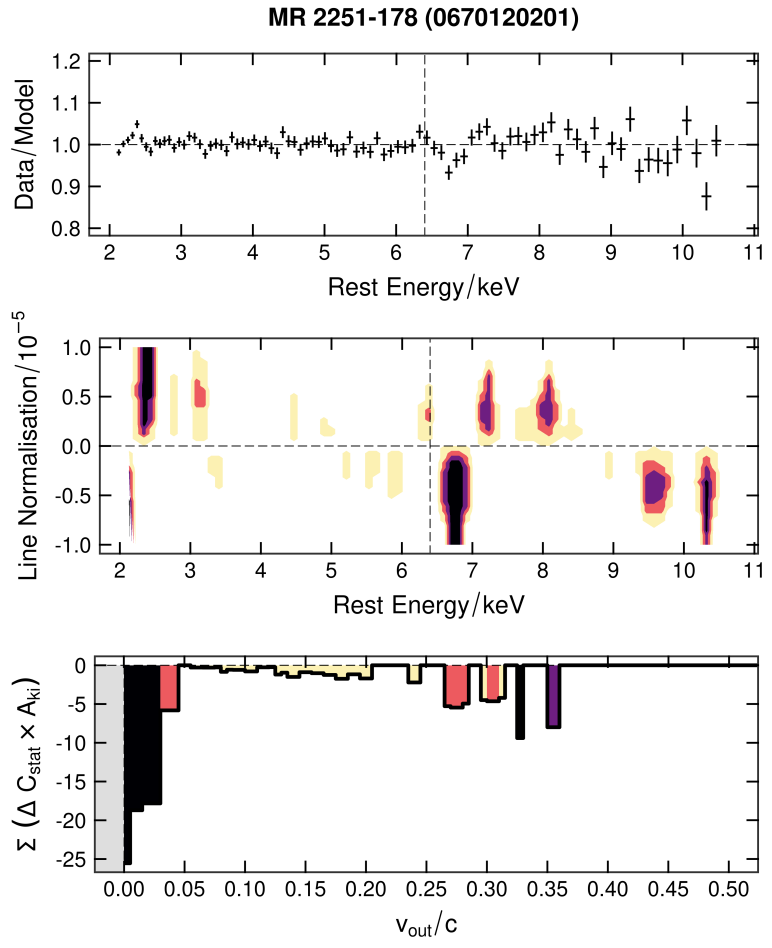 MR 2251-178 (0670120201)
Data/Model
1.2
1.1
1.0
0.9
0.8
2 3 4 5 6 7 8 9 10 11
Rest Energy/keV
Line Normalisation/10⁻⁵
1.0
0.5
0.0
-0.5
-1.0
2 3 4 5 6 7 8 9 10 11
Rest Energy/keV
Σ (Δ C_stat × A_ki)
0
-5
-10
-15
-20
-25
0.00 0.05 0.10 0.15 0.20 0.25 0.30 0.35 0.40 0.45 0.50
v_out/c